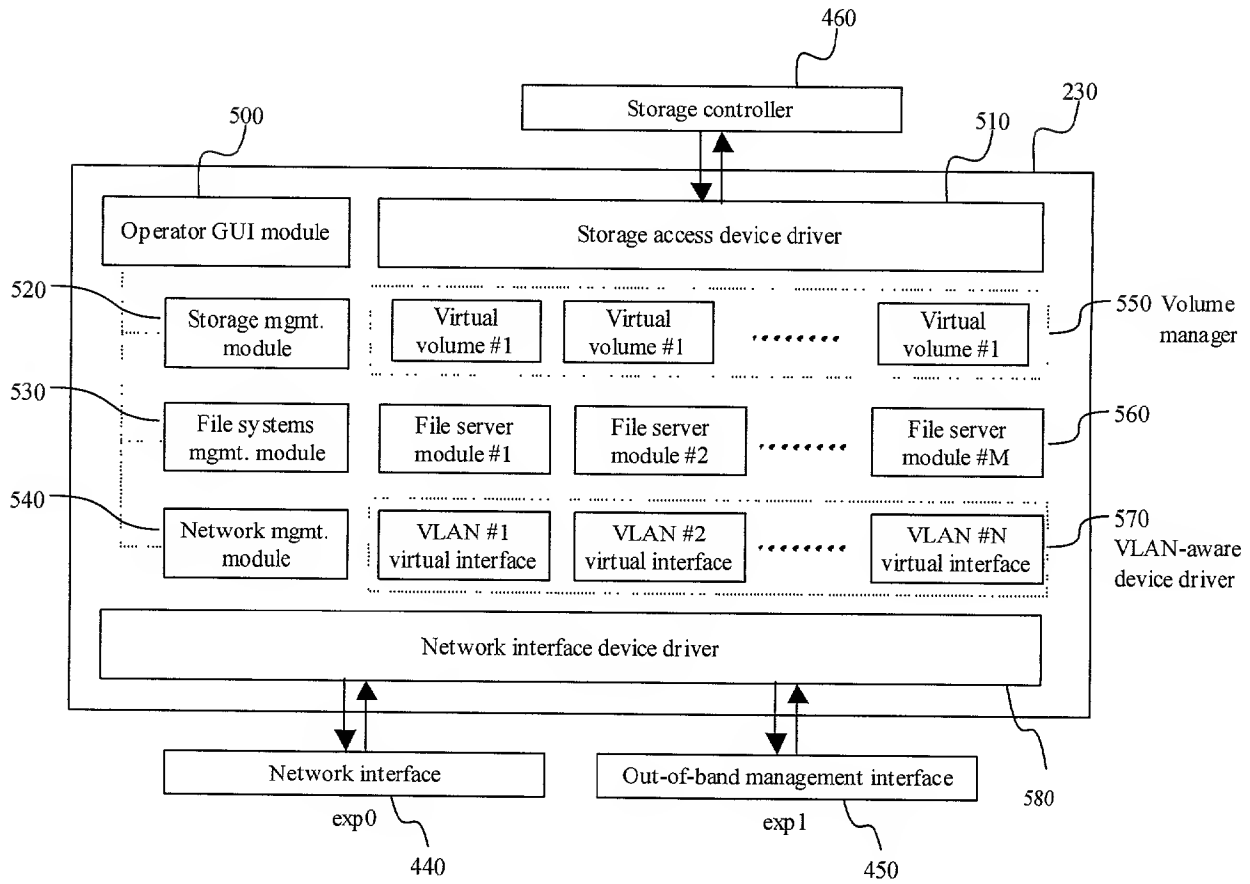 460
Storage controller
230
500
510
Operator GUI module
Storage access device driver
520
Storage mgmt.
module
Virtual
volume #1
Virtual
volume #1
Virtual
volume #1
550 Volume
manager
530
File systems
mgmt. module
File server
module #1
File server
module #2
File server
module #M
560
540
Network mgmt.
module
VLAN #1
virtual interface
VLAN #2
virtual interface
VLAN #N
virtual interface
570
VLAN-aware
device driver
Network interface device driver
Network interface
Out-of-band management interface
580
exp0
exp1
440
450